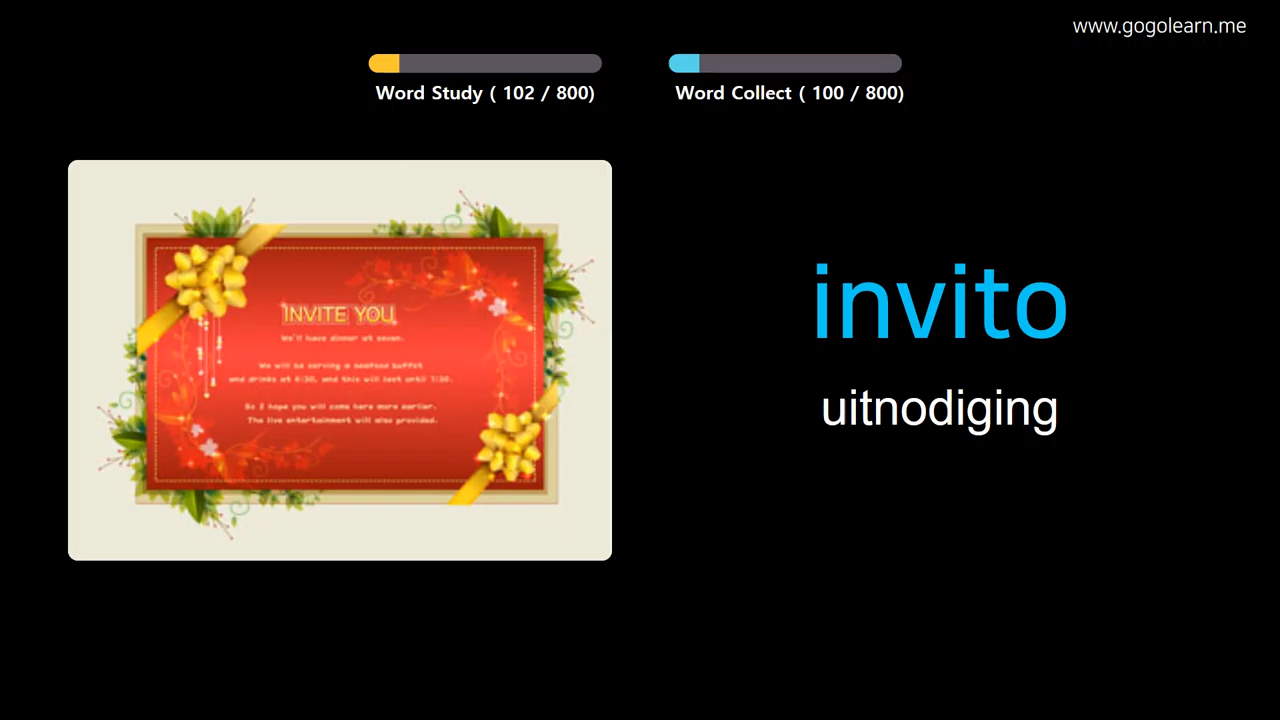 www.gogolearn.me
Word Study ( 102 / 800)
Word Collect ( 100 / 800)
INVITE YOU
We'll have dinner at seven.
We will be serving a seafood buffet
and drinks at 6:30, and this will last until 7:30.
So I hope you will come here more earlier.
The live entertainment will also provided.
invito
uitnodiging